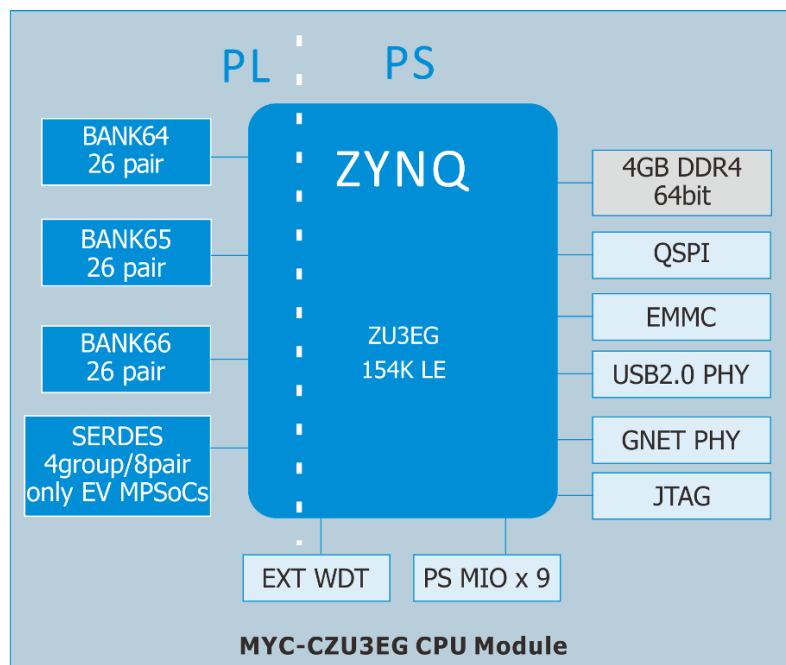 PL
PS
BANK64
26 pair
BANK65
26 pair
BANK66
26 pair
SERDES
4group/8pair
only EV MPSoCs
ZYNQ
ZU3EG
154K LE
4GB DDR4
64bit
QSPI
EMMC
USB2.0 PHY
GNET PHY
JTAG
EXT WDT
PS MIO x 9
MYC-CZU3EG CPU Module